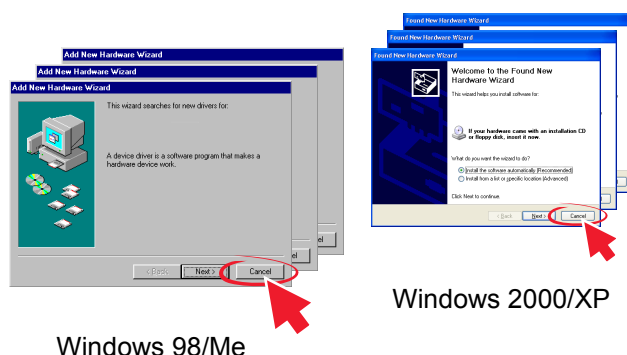 Add New Hardware Wizard
Add New Hardware Wizard
Add New Hardware Wizard
This wizard searches for new drivers for:
A device driver is a software program that makes a
hardware device work.
el
el
< Back
Next >
Cancel
Windows 98/Me
Found New Hardware Wizard
Found New Hardware Wizard
Found New Hardware Wizard
Welcome to the Found New
Hardware Wizard
This wizard helps you install software for:
If your hardware came with an installation CD
or floppy disk, insert it now.
What do you want the wizard to do?
Install the software automatically (Recommended)
Install from a list or specific location (Advanced)
Click Next to continue.
< Back
Next >
Cancel
Windows 2000/XP